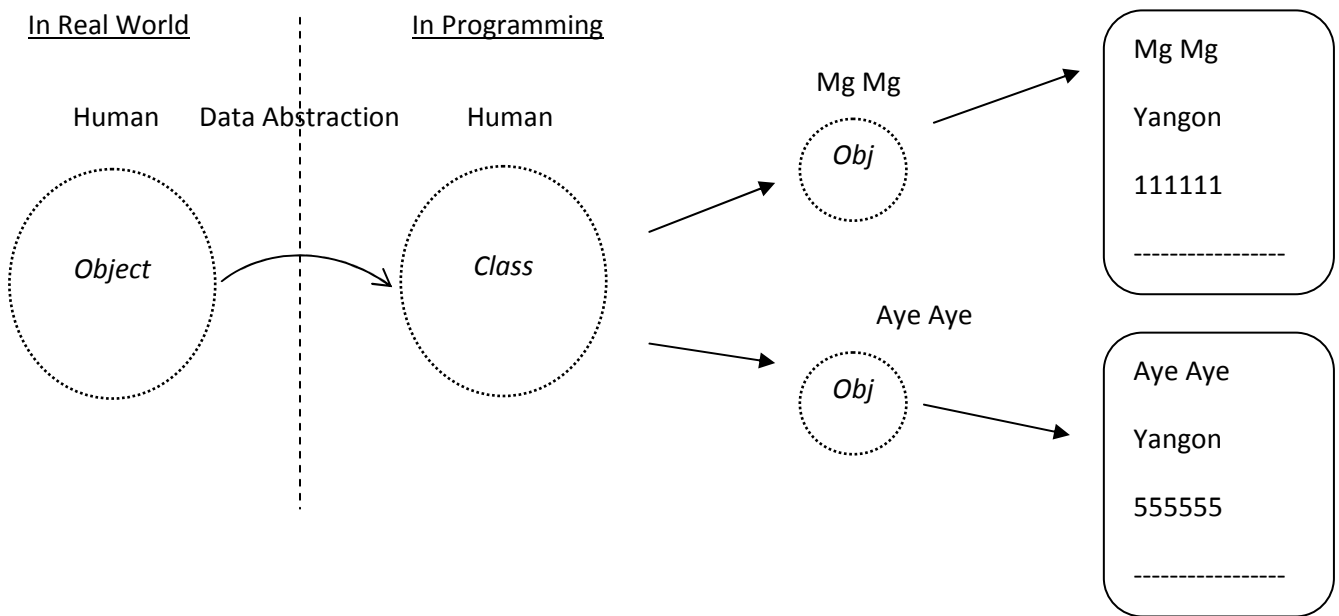 In Real World
In Programming
Human
Data Abstraction
Human
Object
Class
Mg Mg
Obj
Mg Mg
Yangon
111111
-----------------
Aye Aye
Obj
Aye Aye
Yangon
555555
-----------------